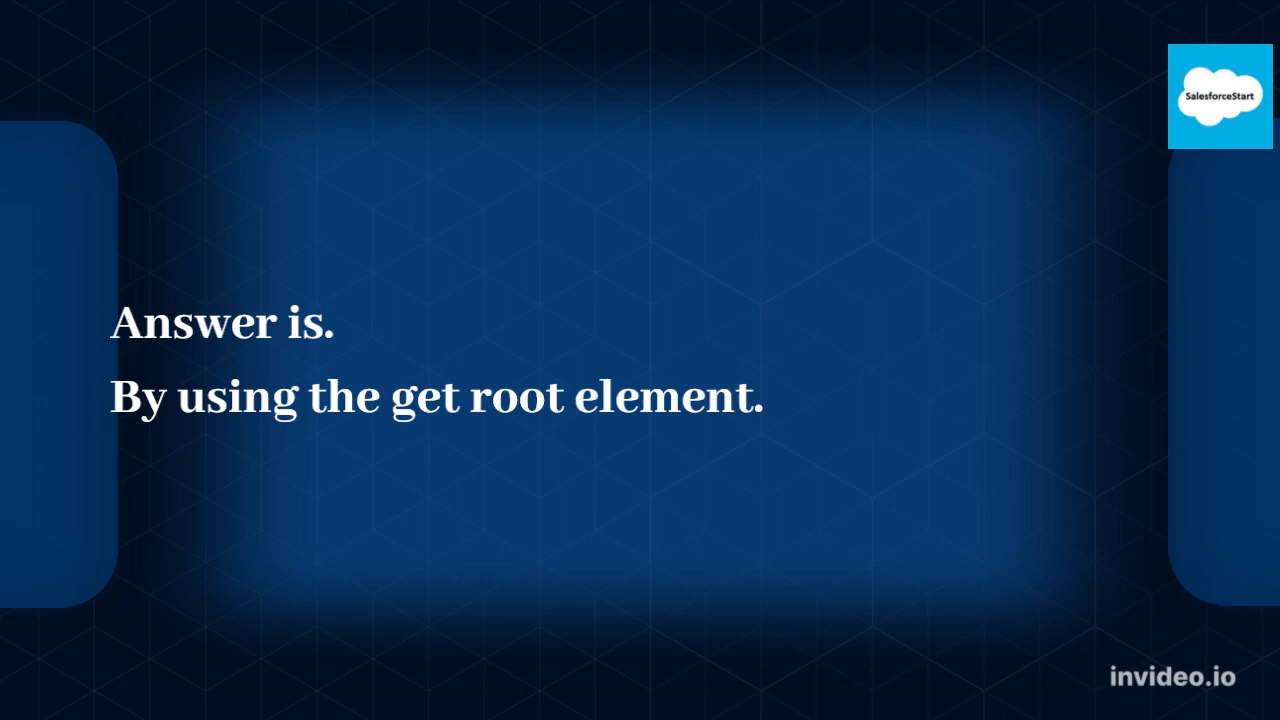 SalesforceStart
Answer is.
By using the get root element.
invideo.io